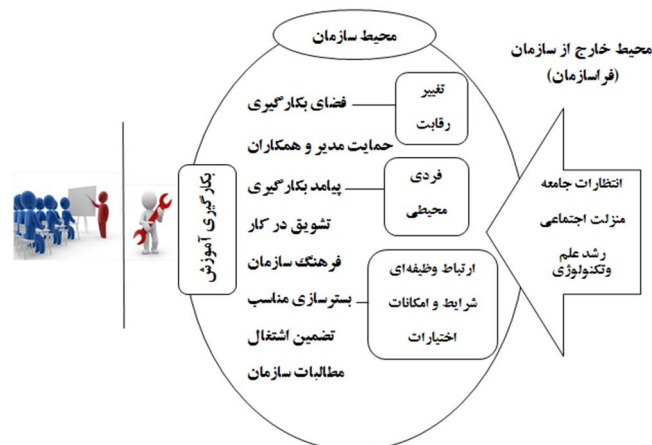 محیط سازمان
محیط خارج از سازمان
(فراسازمان)
تغییر
رقابت
فضای بکارگیری
حمایت مدیر و همکاران
فردی
محیطی
پیامد بکارگیری
تشویق در کار
فرهنگ سازمان
ارتباط وظیفه‌ای
شرایط و امکانات
اختیارات
بسترسازی مناسب
تضمین اشتغال
مطالبات سازمان
بکارگیری آموزش
انتظارات جامعه
منزلت اجتماعی
رشد علم
وتکنولوژی